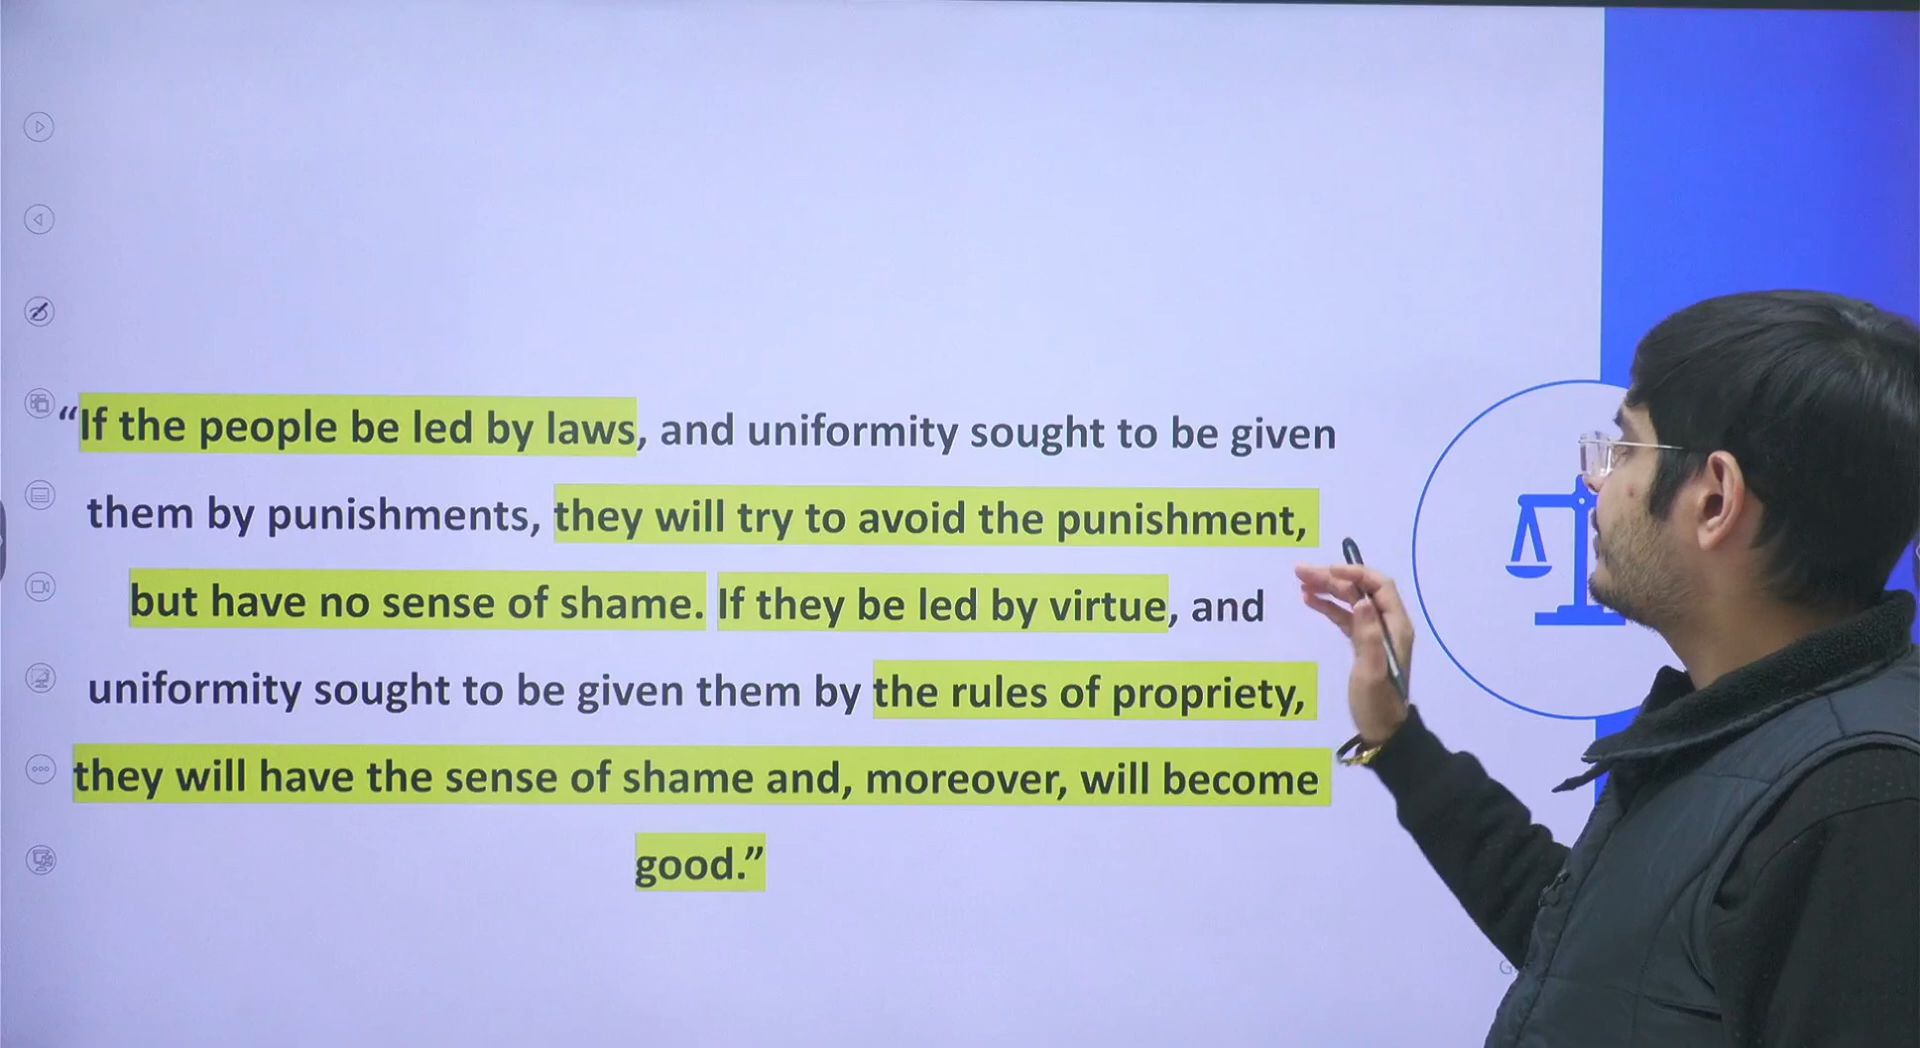 “If the people be led by laws, and uniformity sought to be given
them by punishments, they will try to avoid the punishment,
but have no sense of shame. If they be led by virtue, and
uniformity sought to be given them by the rules of propriety,
they will have the sense of shame and, moreover, will become
good.”